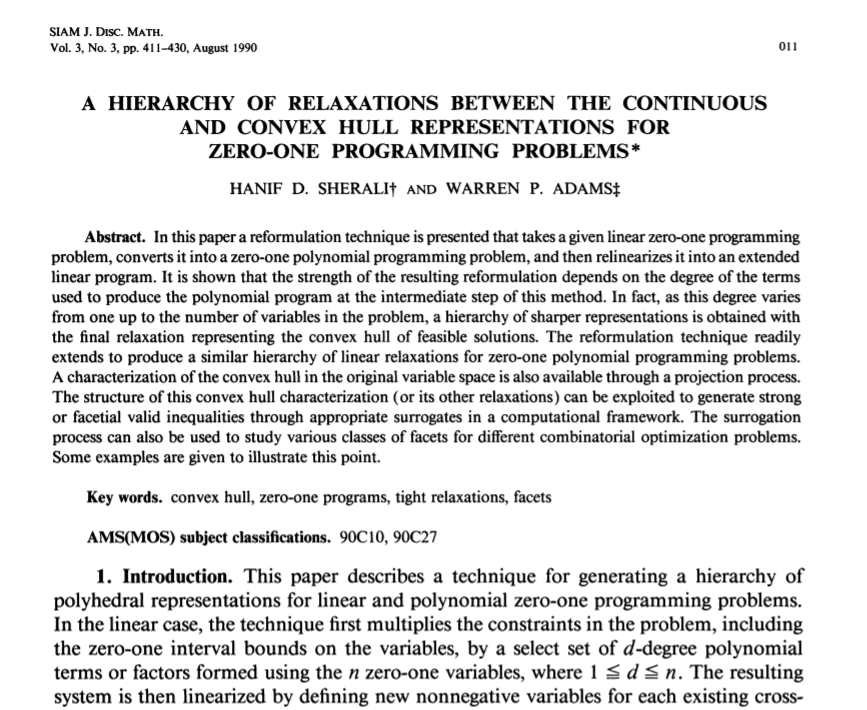 SIAM J. DISC. MATH.
Vol. 3, No. 3, pp. 411–430, August 1990
011
A HIERARCHY OF RELAXATIONS BETWEEN THE CONTINUOUS
AND CONVEX HULL REPRESENTATIONS FOR
ZERO-ONE PROGRAMMING PROBLEMS*
HANIF D. SHERALI† AND WARREN P. ADAMS‡
Abstract. In this paper a reformulation technique is presented that takes a given linear zero-one programming
problem, converts it into a zero-one polynomial programming problem, and then relinearizes it into an extended
linear program. It is shown that the strength of the resulting reformulation depends on the degree of the terms
used to produce the polynomial program at the intermediate step of this method. In fact, as this degree varies
from one up to the number of variables in the problem, a hierarchy of sharper representations is obtained with
the final relaxation representing the convex hull of feasible solutions. The reformulation technique readily
extends to produce a similar hierarchy of linear relaxations for zero-one polynomial programming problems.
A characterization of the convex hull in the original variable space is also available through a projection process.
The structure of this convex hull characterization (or its other relaxations) can be exploited to generate strong
or facetial valid inequalities through appropriate surrogates in a computational framework. The surrogation
process can also be used to study various classes of facets for different combinatorial optimization problems.
Some examples are given to illustrate this point.
Key words. convex hull, zero-one programs, tight relaxations, facets
AMS(MOS) subject classifications. 90C10, 90C27
1. Introduction. This paper describes a technique for generating a hierarchy of
polyhedral representations for linear and polynomial zero-one programming problems.
In the linear case, the technique first multiplies the constraints in the problem, including
the zero-one interval bounds on the variables, by a select set of d-degree polynomial
terms or factors formed using the n zero-one variables, where 1 ≦ d ≦ n. The resulting
system is then linearized by defining new nonnegative variables for each existing cross-